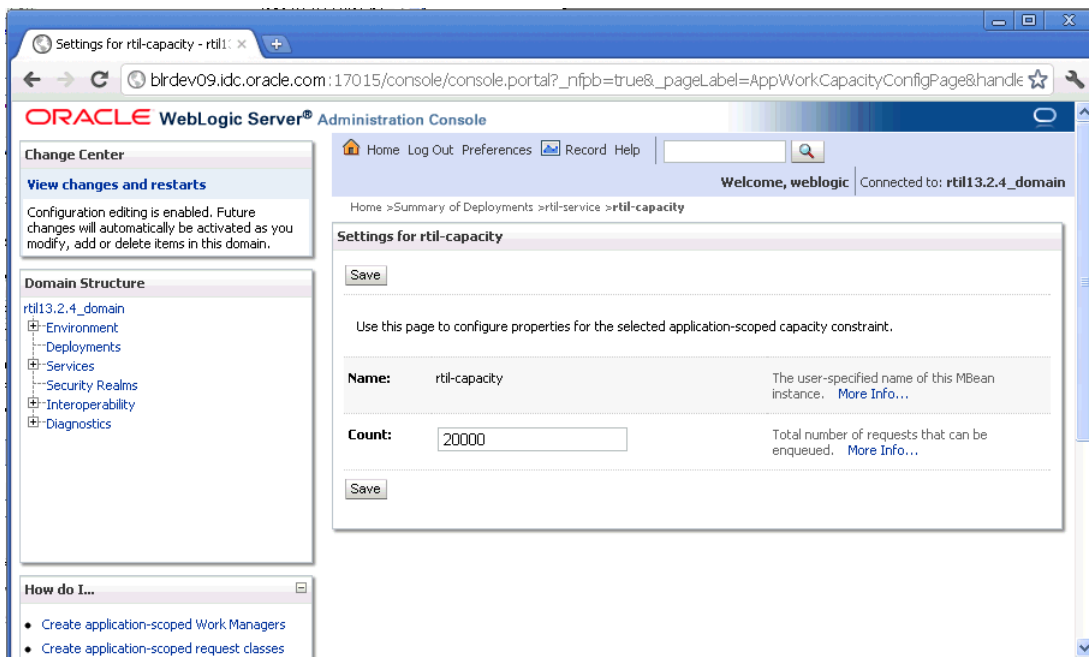 Settings for rtil-capacity - rtil1
blrdev09.idc.oracle.com:17015/console/console.portal?_nfpb=true&_pageLabel=AppWorkCapacityConfigPage&handle
ORACLE WebLogic Server® Administration Console
Change Center
View changes and restarts
Configuration editing is enabled. Future
changes will automatically be activated as you
modify, add or delete items in this domain.
Domain Structure
rtil13.2.4_domain
Environment
Deployments
Services
Security Realms
Interoperability
Diagnostics
How do I...
Create application-scoped Work Managers
Create application-scoped request classes
Home Log Out Preferences Record Help
Welcome, weblogic Connected to: rtil13.2.4_domain
Home >Summary of Deployments >rtil-service >rtil-capacity
Settings for rtil-capacity
Save
Use this page to configure properties for the selected application-scoped capacity constraint.
Name: rtil-capacity The user-specified name of this MBean
instance. More Info...
Count: 20000 Total number of requests that can be
enqueued. More Info...
Save